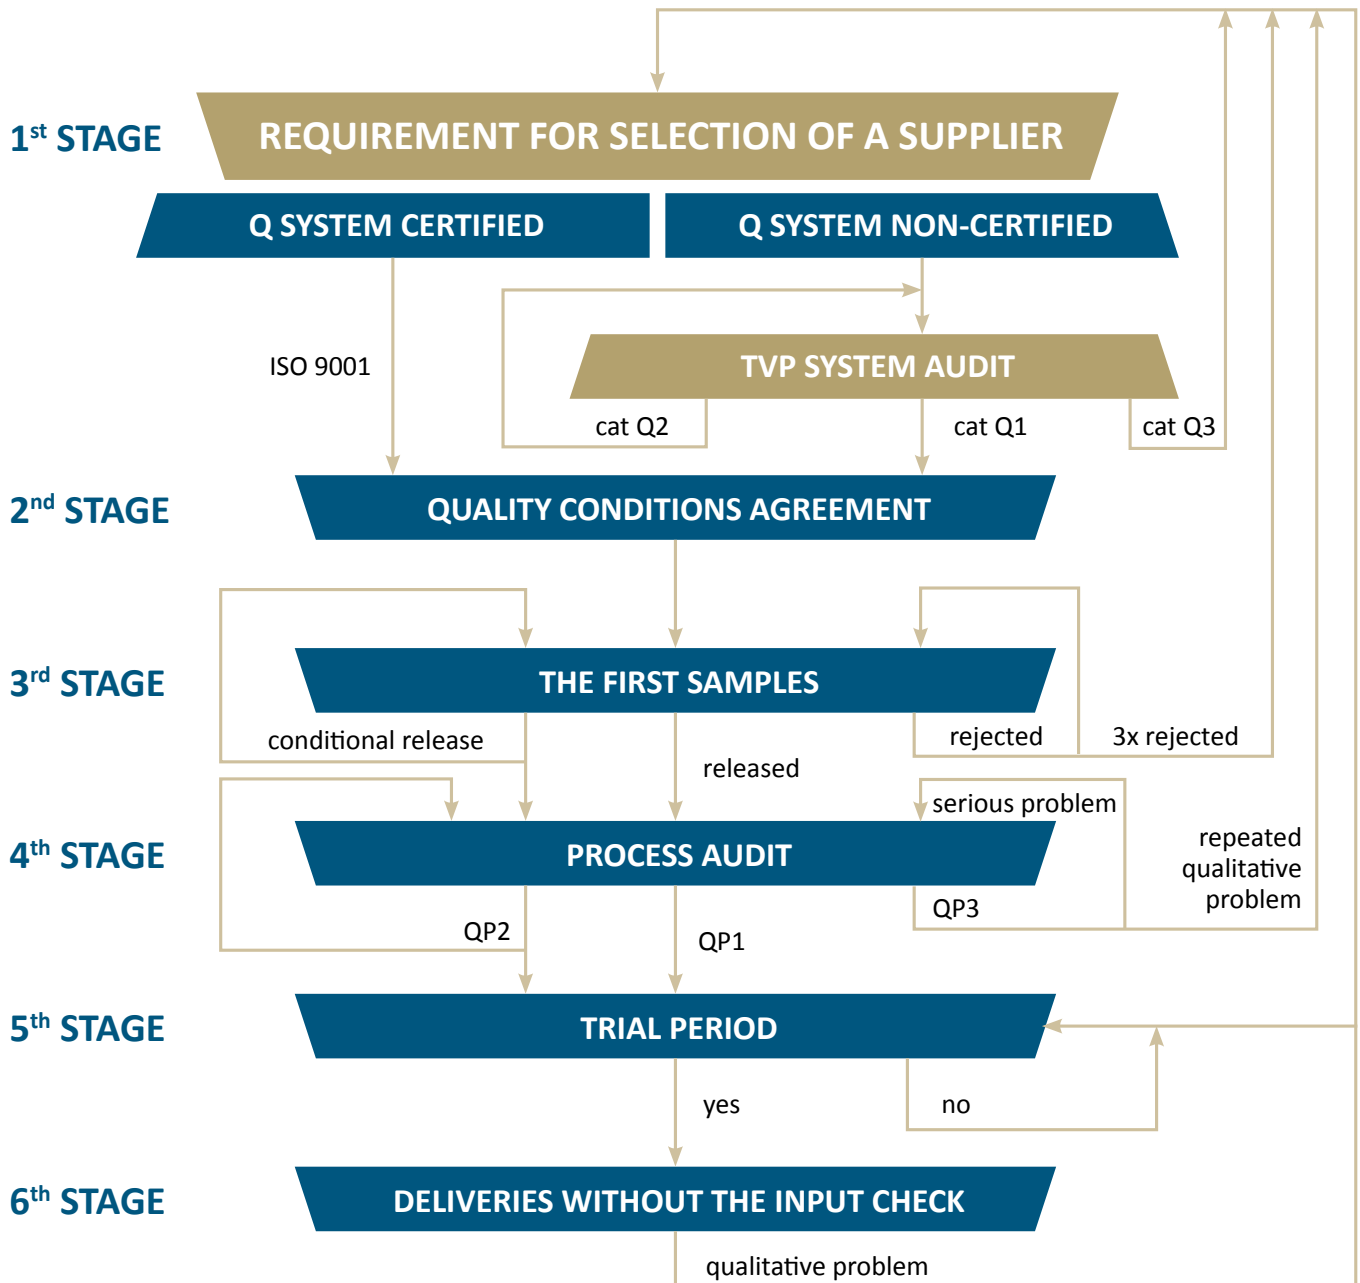 1st STAGE
REQUIREMENT FOR SELECTION OF A SUPPLIER
Q SYSTEM CERTIFIED
Q SYSTEM NON-CERTIFIED
ISO 9001
TVP SYSTEM AUDIT
cat Q2
cat Q1
cat Q3
2nd STAGE
QUALITY CONDITIONS AGREEMENT
3rd STAGE
THE FIRST SAMPLES
conditional release
released
rejected
3x rejected
serious problem
4th STAGE
PROCESS AUDIT
repeated
qualitative
problem
QP2
QP1
QP3
5th STAGE
TRIAL PERIOD
yes
no
6th STAGE
DELIVERIES WITHOUT THE INPUT CHECK
qualitative problem